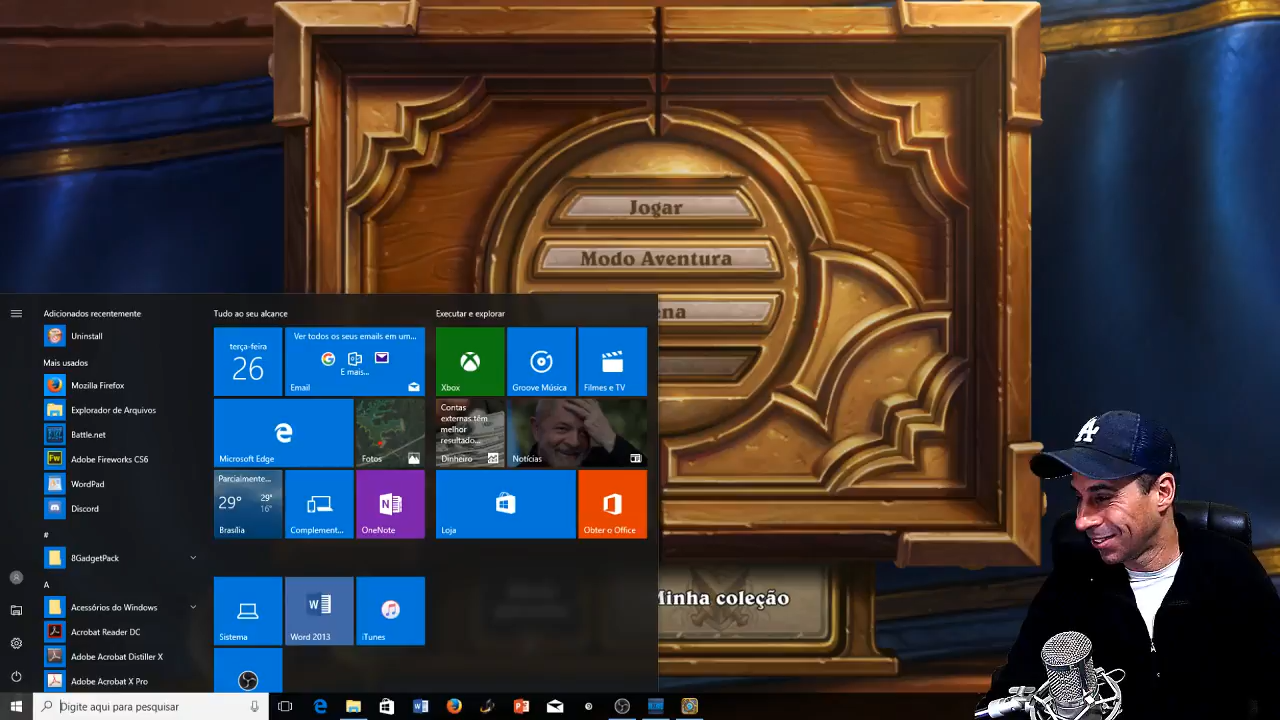 Jogar
Modo Aventura
ena
Minha coleção
Adicionados recentemente
Uninstall
Mais usados
Mozilla Firefox
Explorador de Arquivos
Battle.net
Adobe Fireworks CS6
WordPad
Discord
#
8GadgetPack
A
Acessórios do Windows
Acrobat Reader DC
Adobe Acrobat Distiller X
Adobe Acrobat X Pro
Tudo ao seu alcance
terça-feira
26
Ver todos os seus emails em um...
E mais...
Email
Microsoft Edge
Fotos
Parcialmente...
29° 29°
16°
Brasília
Complement...
OneNote
Sistema
Word 2013
iTunes
Executar e explorar
Xbox
Groove Música
Filmes e TV
Contas
externas têm
melhor
resultado...
Dinheiro
Notícias
Loja
Obter o Office
Digite aqui para pesquisar